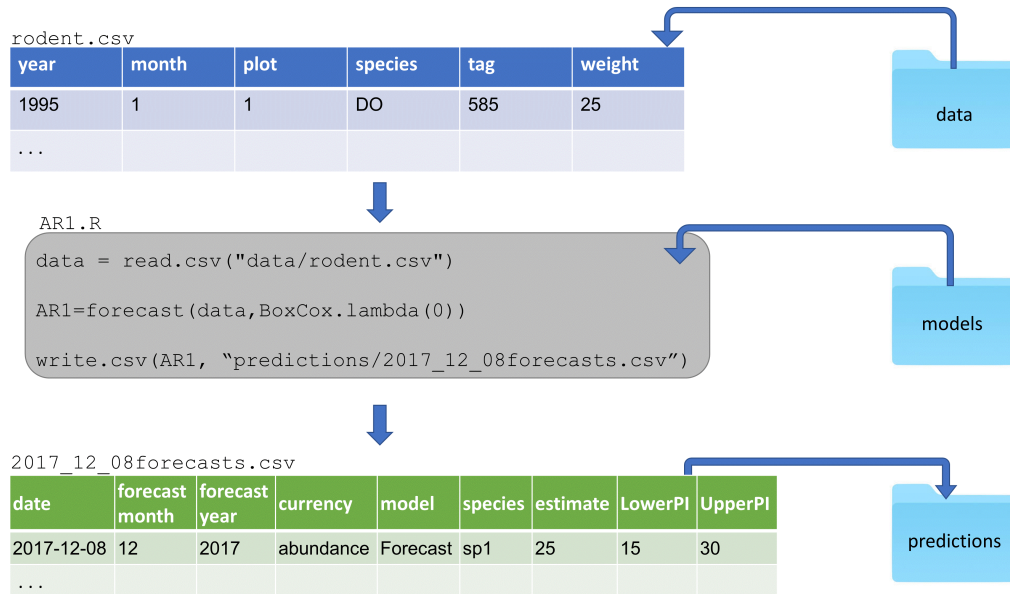 rodent.csv
year month plot species tag weight
1995 1 1 DO 585 25
...
data
AR1.R
data = read.csv("data/rodent.csv")
AR1=forecast(data,BoxCox.lambda(0))
write.csv(AR1, “predictions/2017_12_08forecasts.csv”)
models
2017_12_08forecasts.csv
date forecast month forecast year currency model species estimate LowerPI UpperPI
2017-12-08 12 2017 abundance Forecast sp1 25 15 30
...
predictions